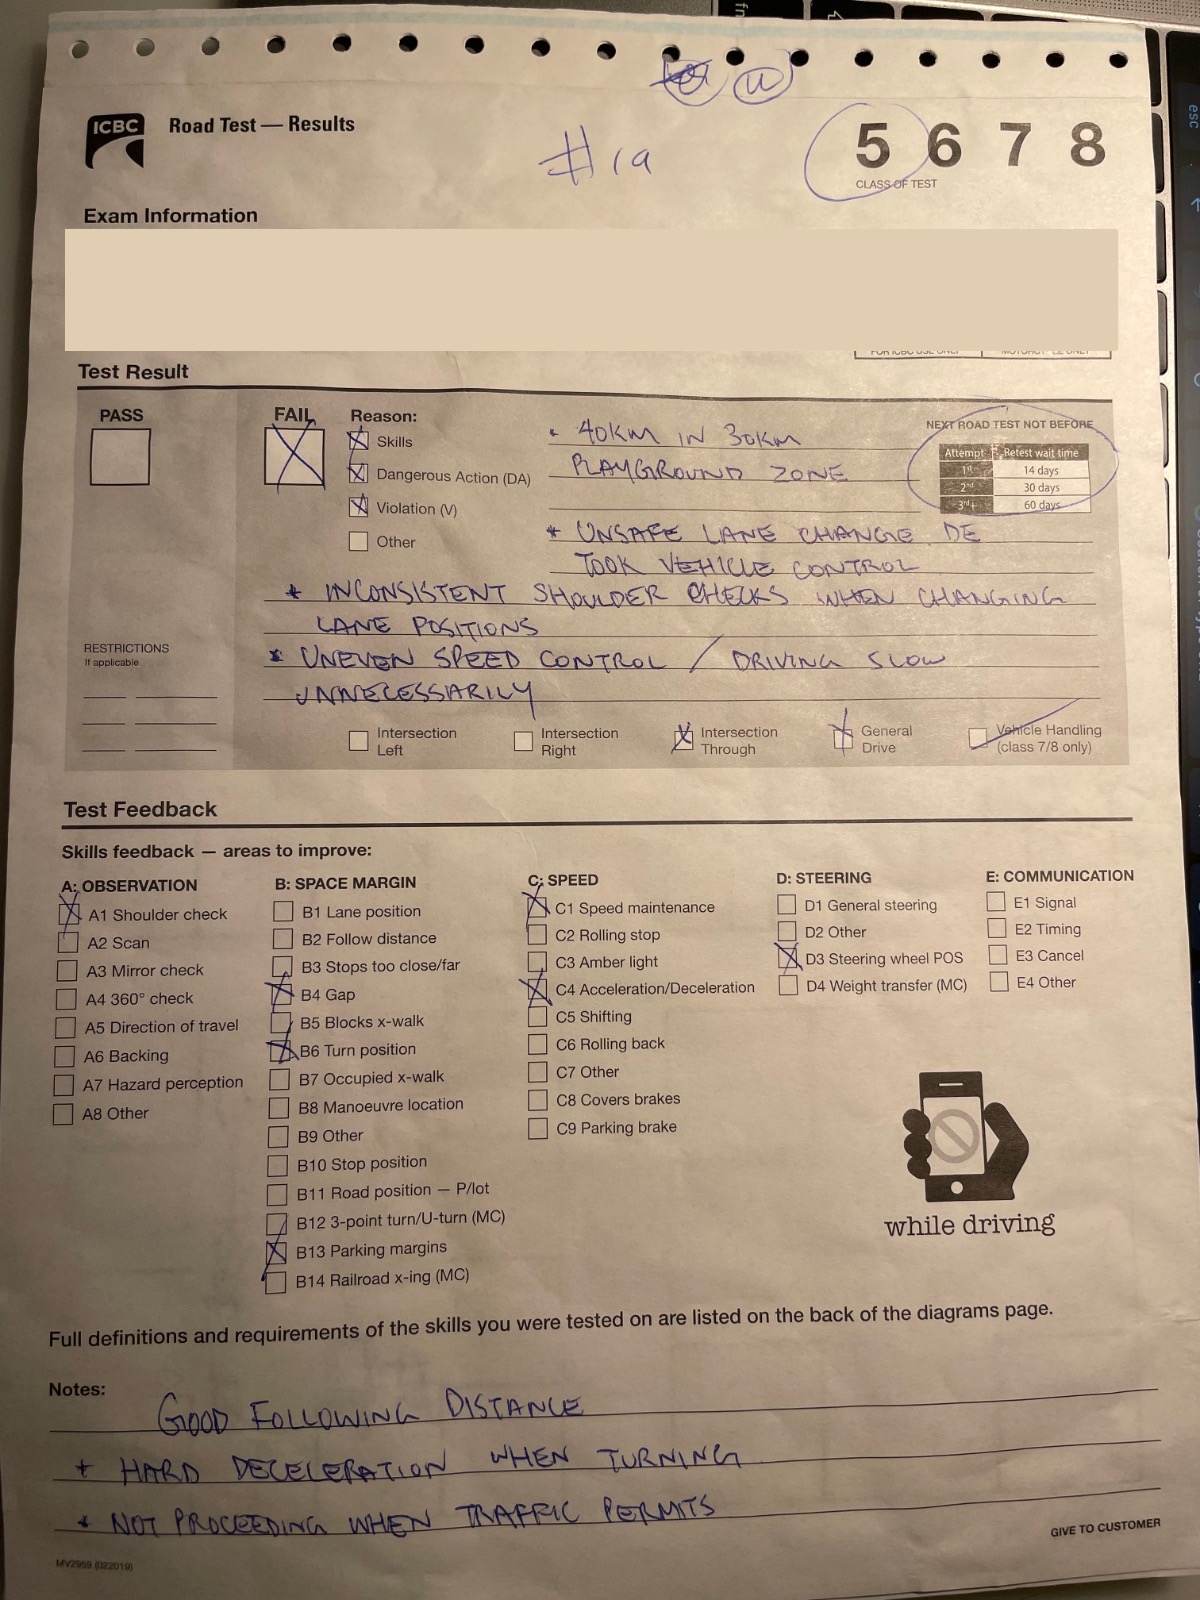 ICBC
Road Test — Results
#19
5 6 7 8
CLASS OF TEST
Exam Information
FOR ICBC USE ONLY
Test Result
PASS
FAIL
Reason:
Skills
Dangerous Action (DA)
Violation (V)
Other
* 40KM IN 30KM
PLAYGROUND ZONE
* UNSAFE LANE CHANGE. DE
TOOK VEHICLE CONTROL
* INCONSISTENT SHOULDER CHECKS WHEN CHANGING
LANE POSITIONS
* UNEVEN SPEED CONTROL / DRIVING SLOW
UNNECESSARILY
NEXT ROAD TEST NOT BEFORE
Attempt Retest wait time
1st 14 days
2nd 30 days
3rd+ 60 days
RESTRICTIONS
If applicable
Intersection Left
Intersection Right
Intersection Through
General Drive
Vehicle Handling (class 7/8 only)
Test Feedback
Skills feedback — areas to improve:
A: OBSERVATION
A1 Shoulder check
A2 Scan
A3 Mirror check
A4 360° check
A5 Direction of travel
A6 Backing
A7 Hazard perception
A8 Other
B: SPACE MARGIN
B1 Lane position
B2 Follow distance
B3 Stops too close/far
B4 Gap
B5 Blocks x-walk
B6 Turn position
B7 Occupied x-walk
B8 Manoeuvre location
B9 Other
B10 Stop position
B11 Road position — P/lot
B12 3-point turn/U-turn (MC)
B13 Parking margins
B14 Railroad x-ing (MC)
C: SPEED
C1 Speed maintenance
C2 Rolling stop
C3 Amber light
C4 Acceleration/Deceleration
C5 Shifting
C6 Rolling back
C7 Other
C8 Covers brakes
C9 Parking brake
D: STEERING
D1 General steering
D2 Other
D3 Steering wheel POS
D4 Weight transfer (MC)
E: COMMUNICATION
E1 Signal
E2 Timing
E3 Cancel
E4 Other
while driving
Full definitions and requirements of the skills you were tested on are listed on the back of the diagrams page.
Notes:
GOOD FOLLOWING DISTANCE
* HARD DECELERATION WHEN TURNING
* NOT PROCEEDING WHEN TRAFFIC PERMITS
MV2959 (022019)
GIVE TO CUSTOMER
esc